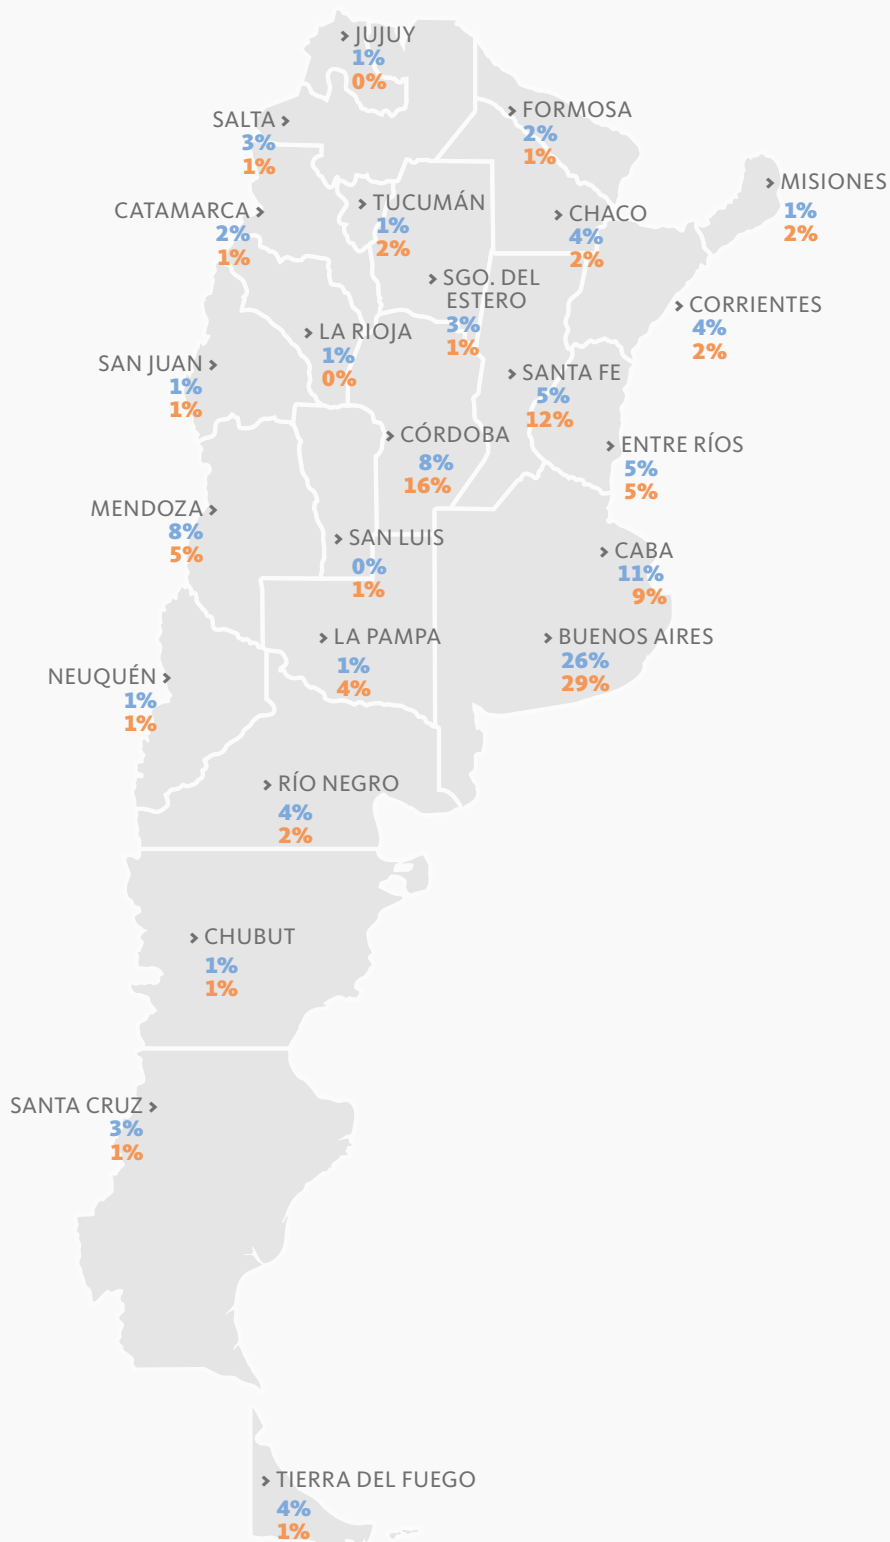 > JUJUY
1%
0%
> FORMOSA
2%
1%
SALTA >
3%
1%
> MISIONES
1%
2%
CATAMARCA >
2%
1%
> TUCUMÁN
1%
2%
> CHACO
4%
2%
> SGO. DEL
ESTERO
3%
1%
> CORRIENTES
4%
2%
> LA RIOJA
1%
0%
SAN JUAN >
1%
1%
> SANTA FE
5%
12%
> CÓRDOBA
8%
16%
> ENTRE RÍOS
5%
5%
MENDOZA >
8%
5%
> SAN LUIS
0%
1%
> CABA
11%
9%
> LA PAMPA
1%
4%
> BUENOS AIRES
26%
29%
NEUQUÉN >
1%
1%
> RÍO NEGRO
4%
2%
> CHUBUT
1%
1%
SANTA CRUZ >
3%
1%
> TIERRA DEL FUEGO
4%
1%